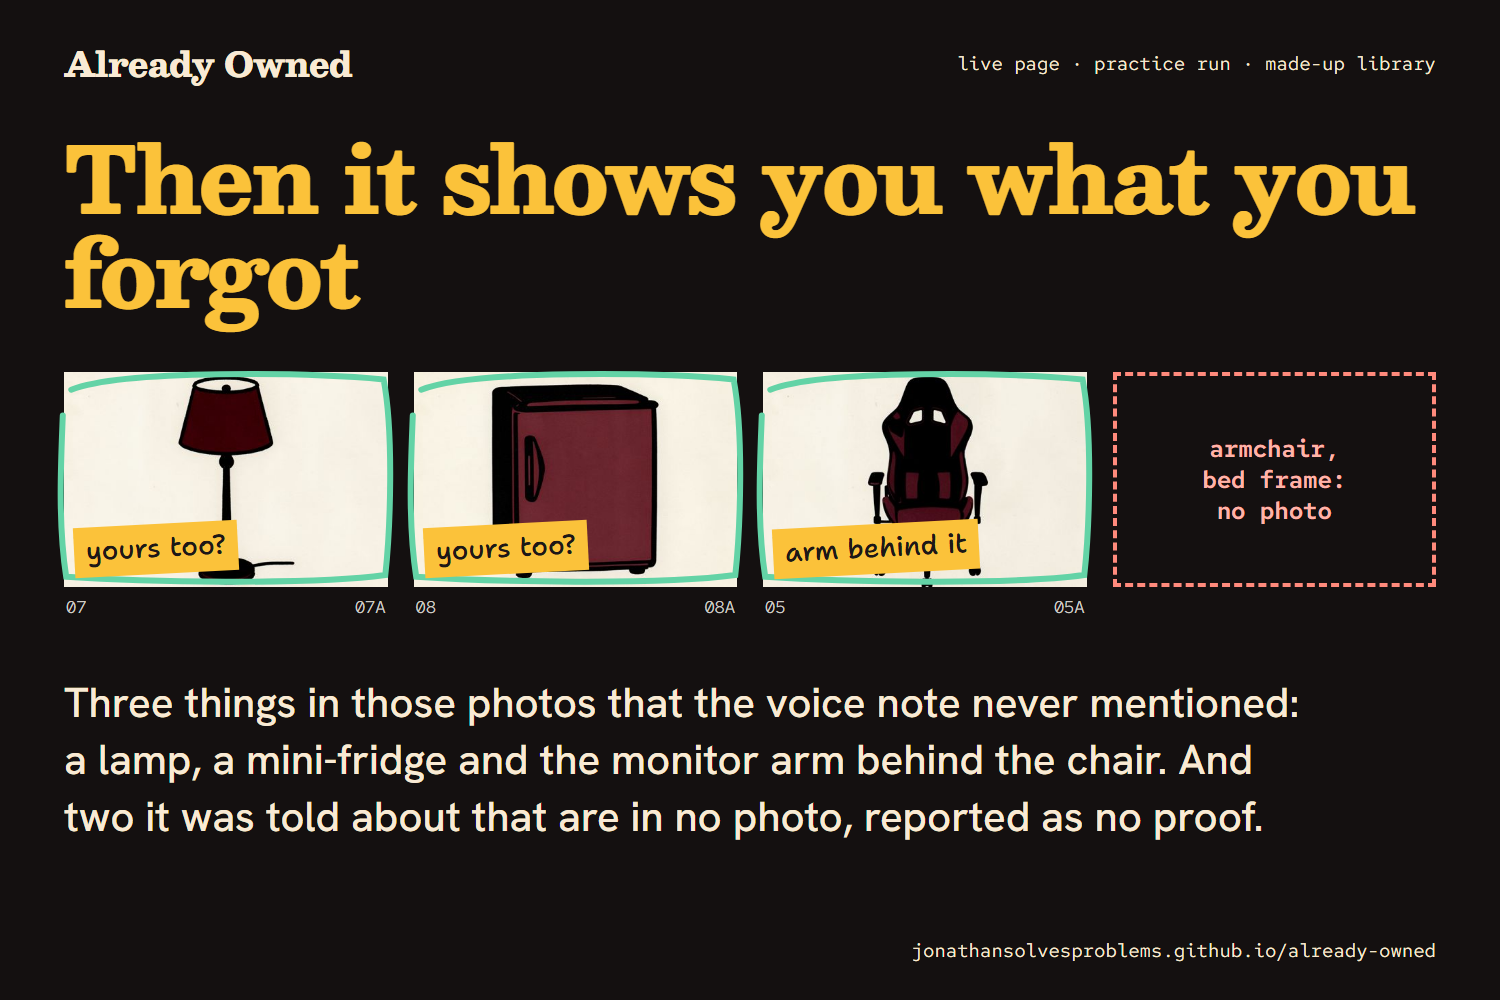 Already Owned
live page · practice run · made-up library
Then it shows you what you
forgot
yours too?
07 07A
yours too?
08 08A
arm behind it
05 05A
armchair,
bed frame:
no photo
Three things in those photos that the voice note never mentioned:
a lamp, a mini-fridge and the monitor arm behind the chair. And
two it was told about that are in no photo, reported as no proof.
jonathansolvesproblems.github.io/already-owned